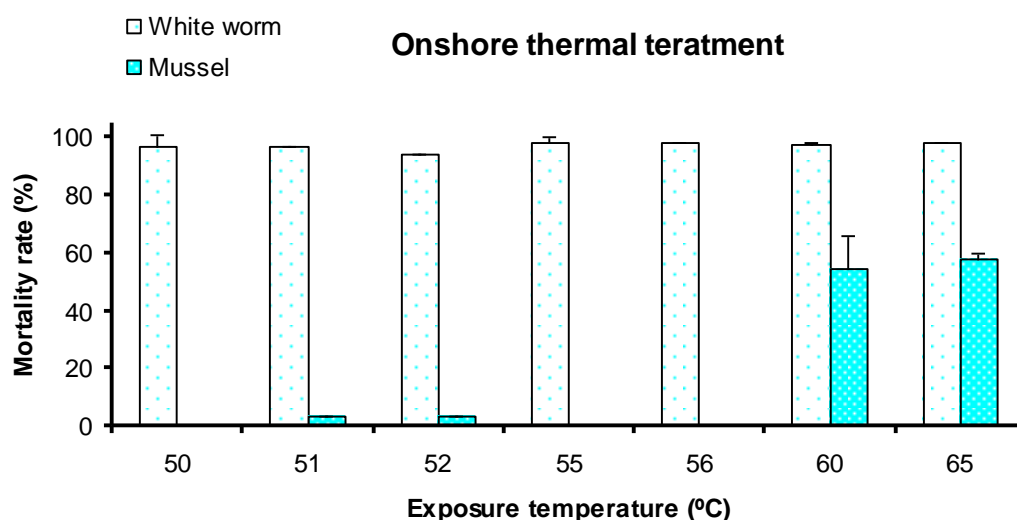 White worm
Mussel
Onshore thermal teratment
Mortality rate (%)
100
80
60
40
20
0
50 51 52 55 56 60 65
Exposure temperature (ºC)